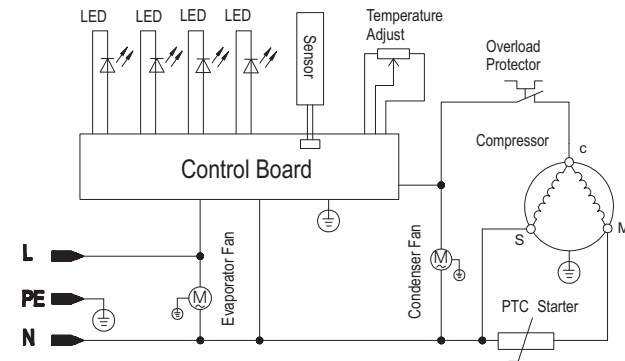 LED LED LED LED
Temperature
Adjust
Sensor
Overload
Protector
Compressor
Control Board
c
S
M
L
PE
N
Evaporator Fan
M
Condenser Fan
M
PTC Starter